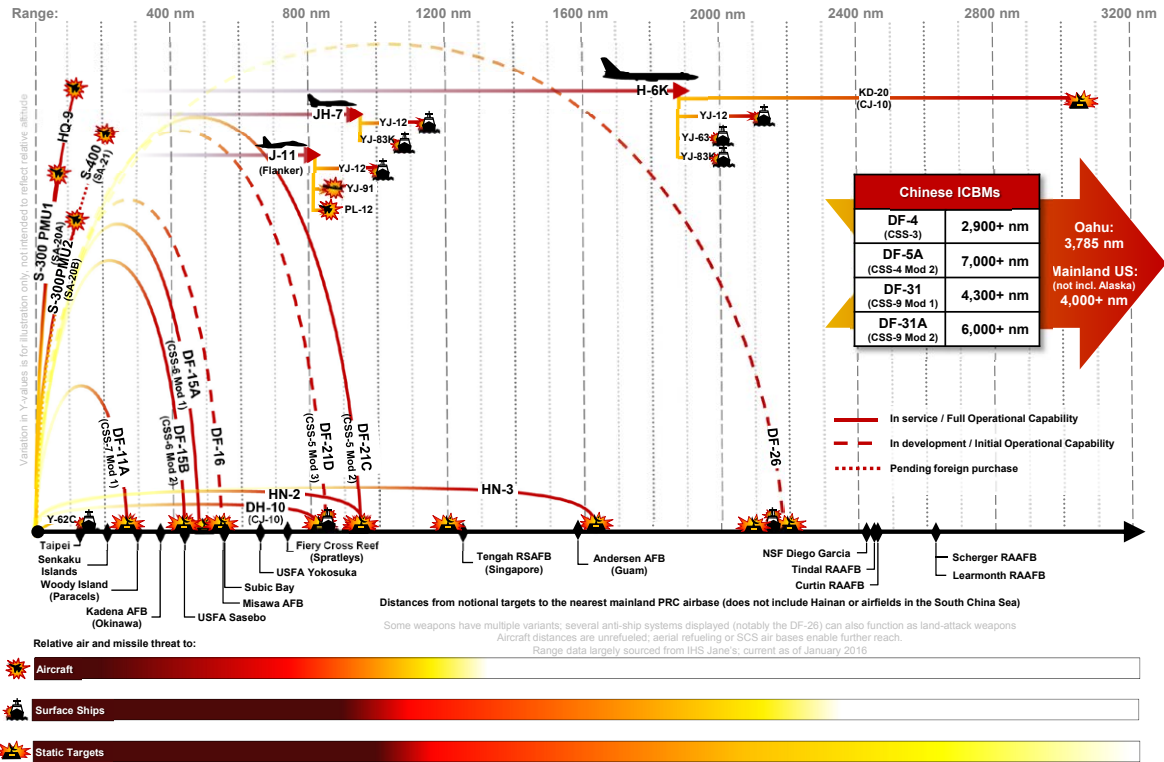 Range:
400 nm
800 nm
1200 nm
1600 nm
2000 nm
2400 nm
2800 nm
3200 nm
Variation in Y-values is for illustration only, not intended to reflect relative altitude
HQ-9
S-400
(SA-21)
S-300 PMU1
(SA-20A)
S-300PMU2
(SA-20B)
H-6K
JH-7
J-11
(Flanker)
YJ-12
YJ-83K
YJ-12
YJ-91
PL-12
KD-20
(CJ-10)
YJ-12
YJ-63
YJ-83K
Chinese ICBMs
DF-4
(CSS-3)
2,900+ nm
DF-5A
(CSS-4 Mod 2)
7,000+ nm
DF-31
(CSS-9 Mod 1)
4,300+ nm
DF-31A
(CSS-9 Mod 2)
6,000+ nm
Oahu:
3,785 nm
Mainland US:
(not incl. Alaska)
4,000+ nm
In service / Full Operational Capability
In development / Initial Operational Capability
Pending foreign purchase
DF-11A
(CSS-7 Mod 1)
DF-15A
(CSS-6 Mod 1)
DF-15B
(CSS-6 Mod 2)
DF-16
DF-21D
(CSS-5 Mod 3)
DF-21C
(CSS-5 Mod 2)
DF-26
HN-2
HN-3
DH-10
(CJ-10)
Y-62C
Taipei
Senkaku
Islands
Woody Island
(Paracels)
Kadena AFB
(Okinawa)
USFA Sasebo
Misawa AFB
Subic Bay
USFA Yokosuka
Fiery Cross Reef
(Spratleys)
Tengah RSAFB
(Singapore)
Andersen AFB
(Guam)
NSF Diego Garcia
Tindal RAAFB
Curtin RAAFB
Scherger RAAFB
Learmonth RAAFB
Distances from notional targets to the nearest mainland PRC airbase (does not include Hainan or airfields in the South China Sea)
Some weapons have multiple variants; several anti-ship systems displayed (notably the DF-26) can also function as land-attack weapons
Aircraft distances are unrefueled; aerial refueling or SCS air bases enable further reach.
Range data largely sourced from IHS Jane's; current as of January 2016
Relative air and missile threat to:
Aircraft
Surface Ships
Static Targets